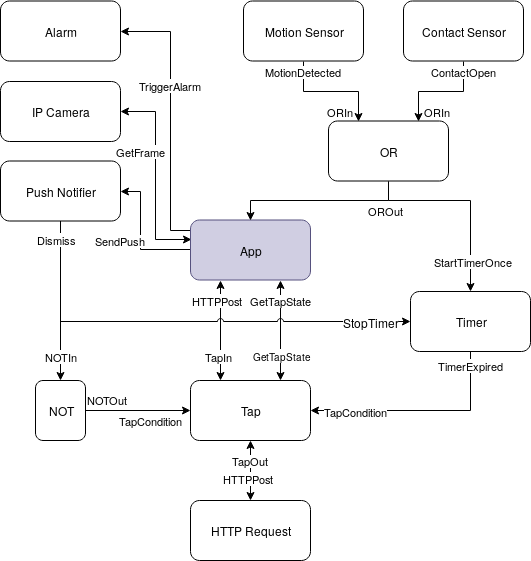 Alarm
Motion Sensor
Contact Sensor
MotionDetected
ContactOpen
TriggerAlarm
IP Camera
ORIn
ORIn
GetFrame
OR
Push Notifier
OROut
Dismiss
SendPush
App
StartTimerOnce
HTTPPost
GetTapState
StopTimer
Timer
NOTIn
TapIn
GetTapState
TimerExpired
NOTOut
NOT
Tap
TapCondition
TapCondition
TapOut
HTTPPost
HTTP Request